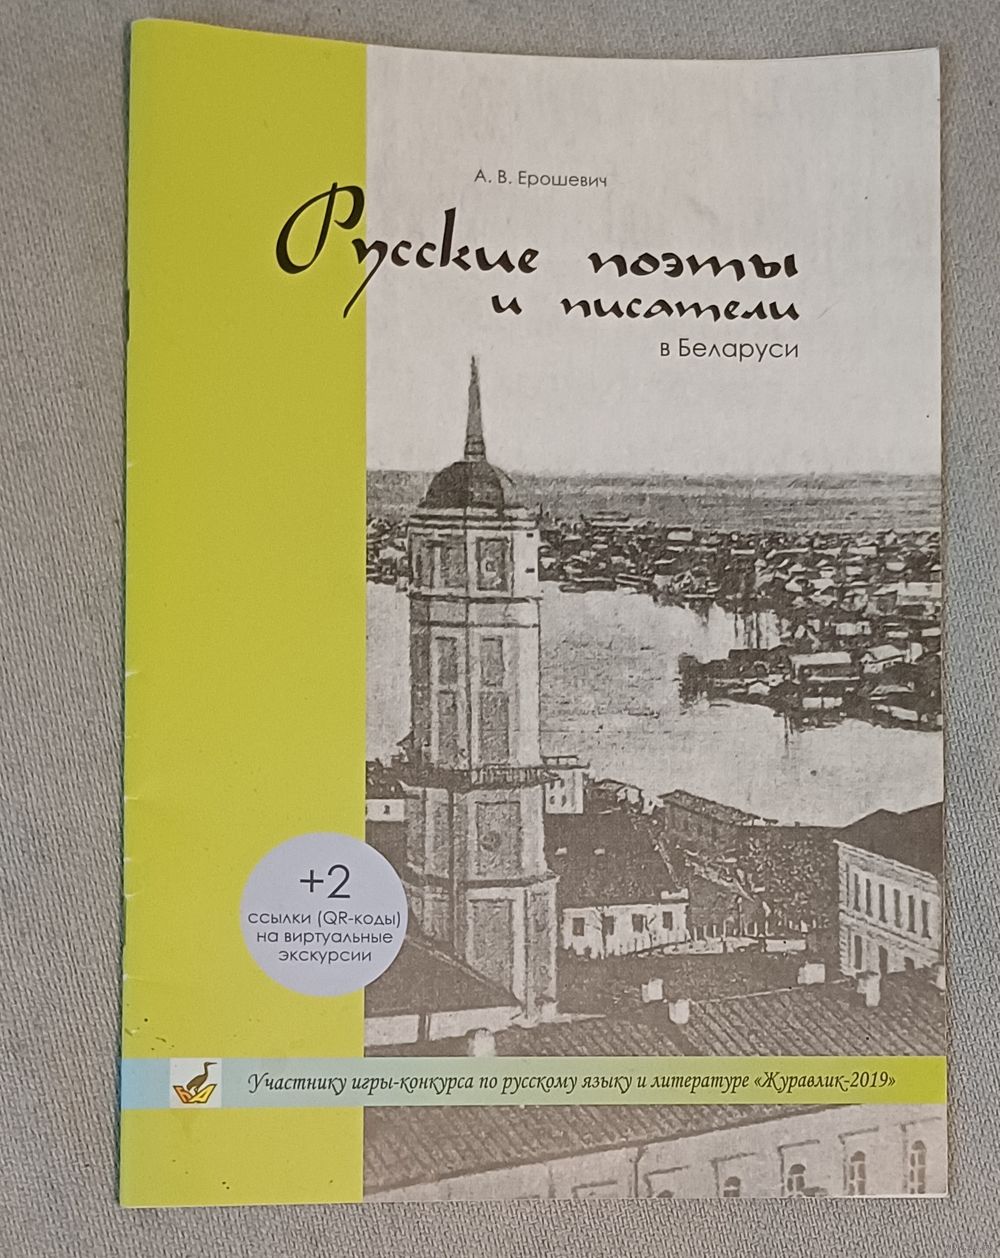 А. В. Ерошевич
Русские поэты
и писатели
в Беларуси
+2
ссылки (QR-коды)
на виртуальные
экскурсии
Участнику игры-конкурса по русскому языку и литературе «Журавлик-2019»